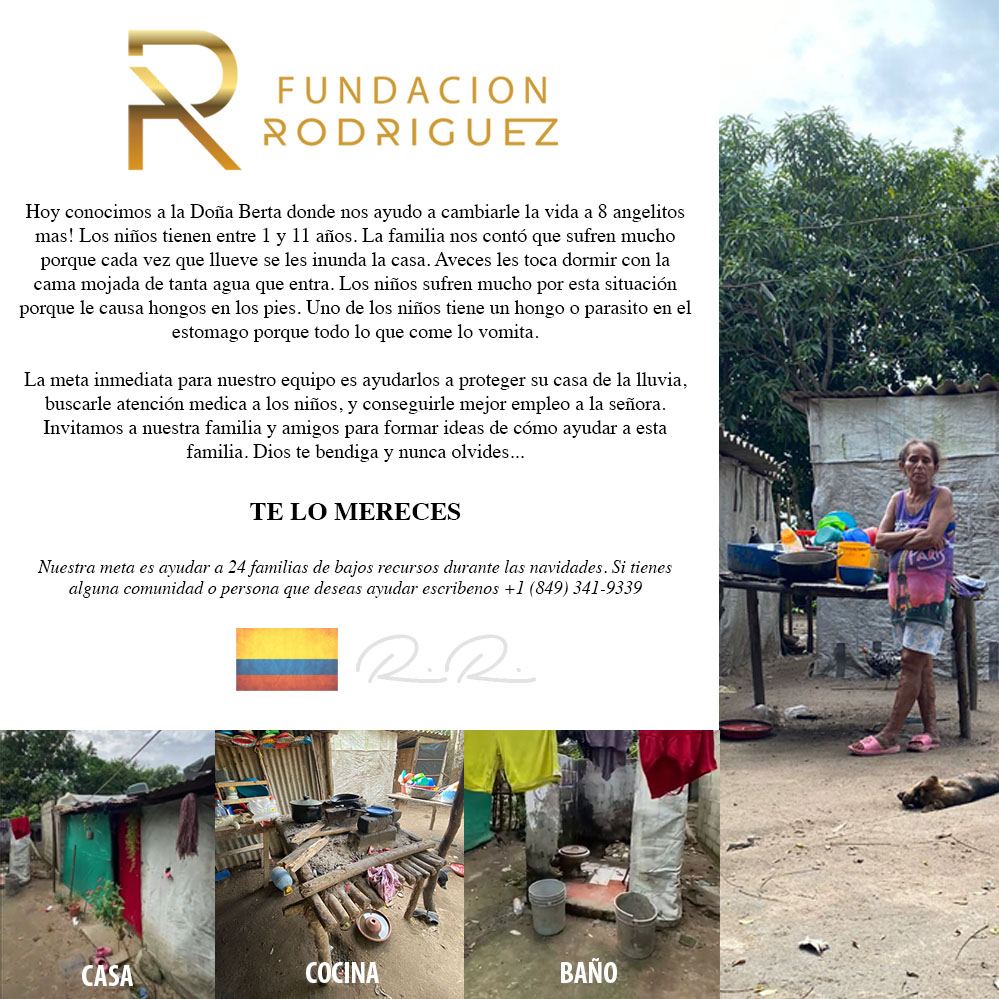 FUNDACION
RODRIGUEZ
Hoy conocimos a la Doña Berta donde nos ayudo a cambiarle la vida a 8 angelitos
mas! Los niños tienen entre 1 y 11 años. La familia nos contó que sufren mucho
porque cada vez que llueve se les inunda la casa. Aveces les toca dormir con la
cama mojada de tanta agua que entra. Los niños sufren mucho por esta situación
porque le causa hongos en los pies. Uno de los niños tiene un hongo o parasito en el
estomago porque todo lo que come lo vomita.
La meta inmediata para nuestro equipo es ayudarlos a proteger su casa de la lluvia,
buscarle atención medica a los niños, y conseguirle mejor empleo a la señora.
Invitamos a nuestra familia y amigos para formar ideas de cómo ayudar a esta
familia. Dios te bendiga y nunca olvides...
TE LO MERECES
Nuestra meta es ayudar a 24 familias de bajos recursos durante las navidades. Si tienes
alguna comunidad o persona que deseas ayudar escribenos +1 (849) 341-9339
R. R.
PARIS
CASA
COCINA
BAÑO